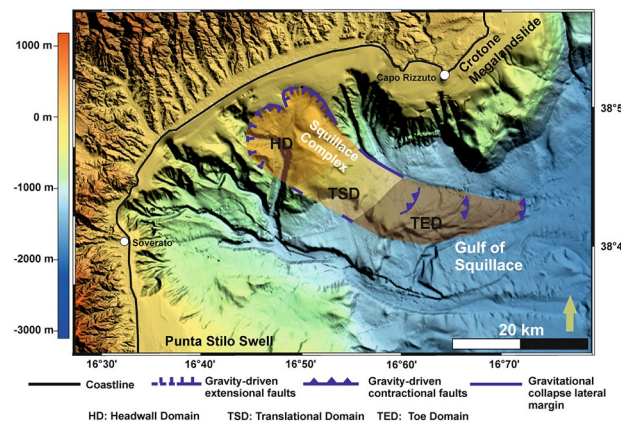 1000 m
0 m
-1000 m
-2000 m
-3000 m
Crotone
Megalandslide
Capo Rizzuto
38°5
HD
Squillace
Complex
TSD
TED
Soverato
38°4
Gulf of
Squillace
Punta Stilo Swell
20 km
16°30 16°40 16°50 16°60 16°70
Coastline
Gravity-driven
extensional faults
Gravity-driven
contractional faults
Gravitational
collapse lateral
margin
HD: Headwall Domain TSD: Translational Domain TED: Toe Domain